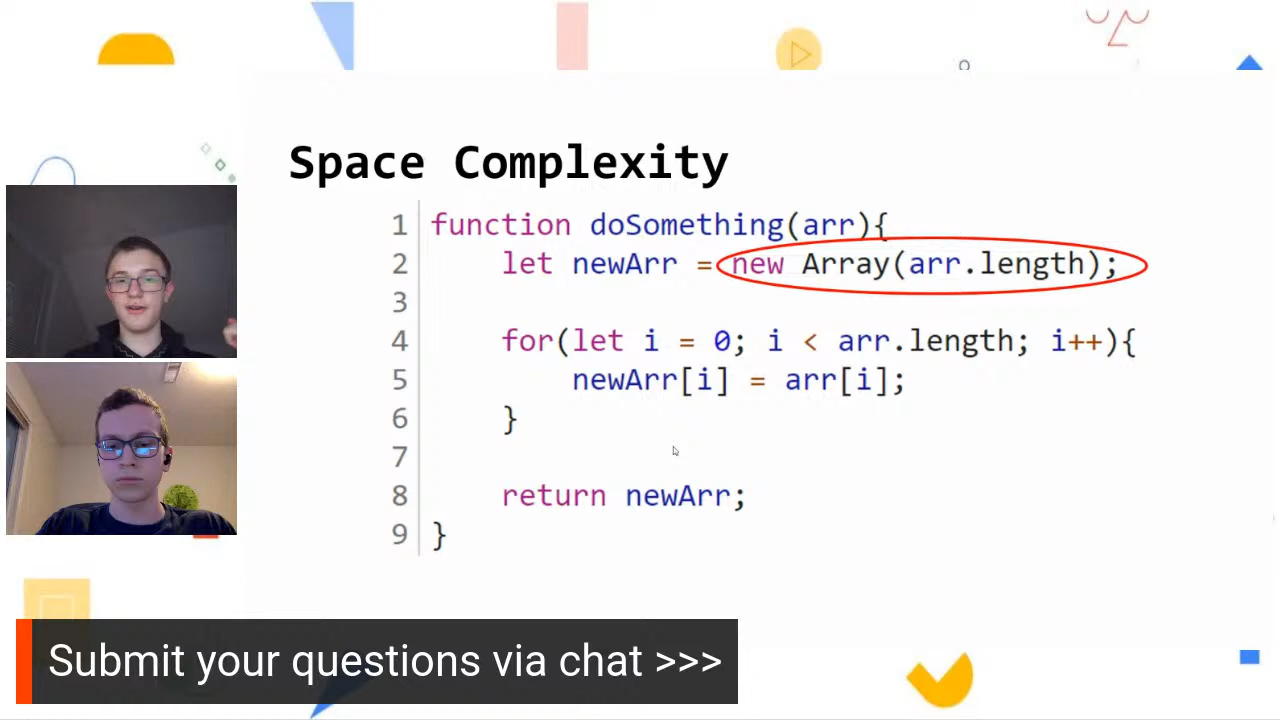 Space Complexity
1 function doSomething(arr){
2     let newArr = new Array(arr.length);
3
4     for(let i = 0; i < arr.length; i++){
5         newArr[i] = arr[i];
6     }
7
8     return newArr;
9 }
Submit your questions via chat >>>